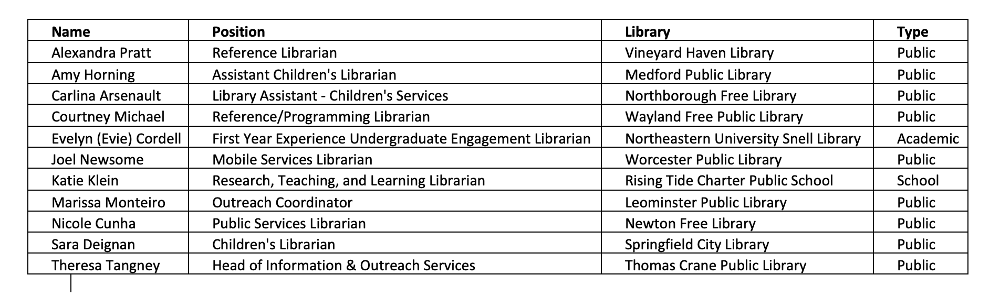 Name Position Library Type
Alexandra Pratt Reference Librarian Vineyard Haven Library Public
Amy Horning Assistant Children's Librarian Medford Public Library Public
Carlina Arsenault Library Assistant - Children's Services Northborough Free Library Public
Courtney Michael Reference/Programming Librarian Wayland Free Public Library Public
Evelyn (Evie) Cordell First Year Experience Undergraduate Engagement Librarian Northeastern University Snell Library Academic
Joel Newsome Mobile Services Librarian Worcester Public Library Public
Katie Klein Research, Teaching, and Learning Librarian Rising Tide Charter Public School School
Marissa Monteiro Outreach Coordinator Leominster Public Library Public
Nicole Cunha Public Services Librarian Newton Free Library Public
Sara Deignan Children's Librarian Springfield City Library Public
Theresa Tangney Head of Information & Outreach Services Thomas Crane Public Library Public